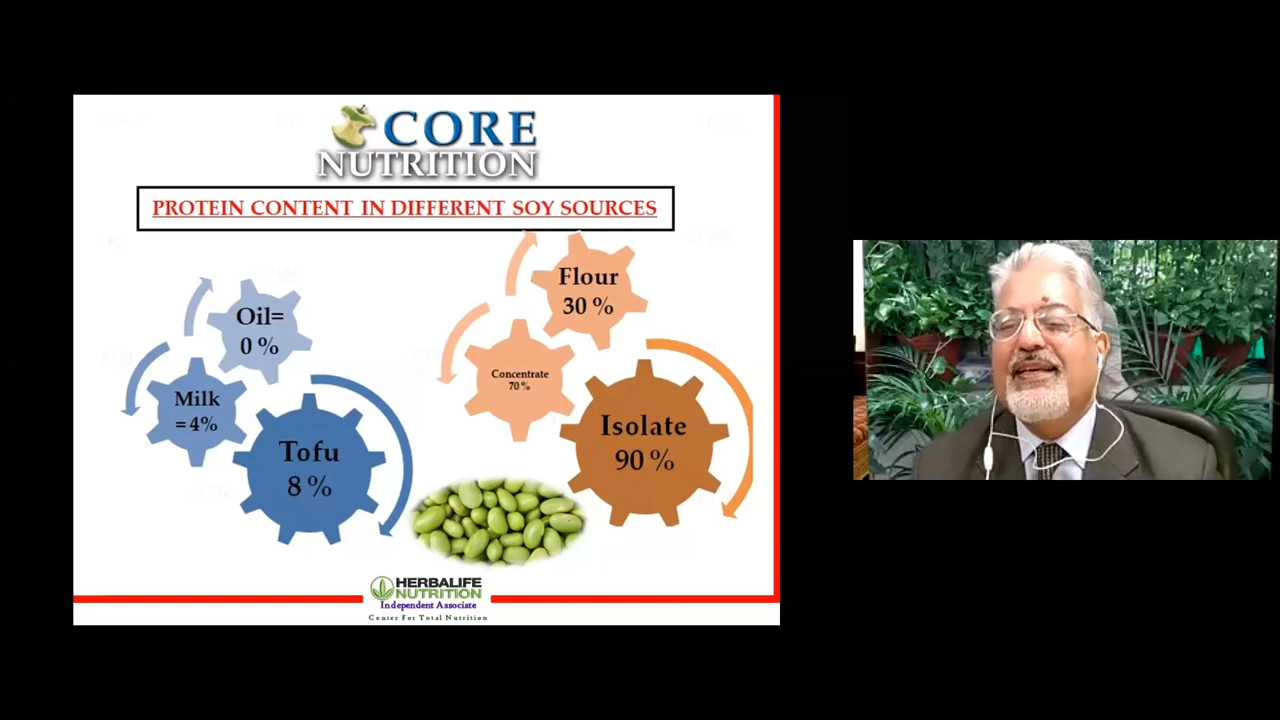 CORE
NUTRITION
PROTEIN CONTENT IN DIFFERENT SOY SOURCES
Oil=
0 %
Milk
=4%
Tofu
8 %
Flour
30 %
Concentrate
70%
Isolate
90 %
HERBALIFE
NUTRITION
Independent Associate
Center For Total Nutrition